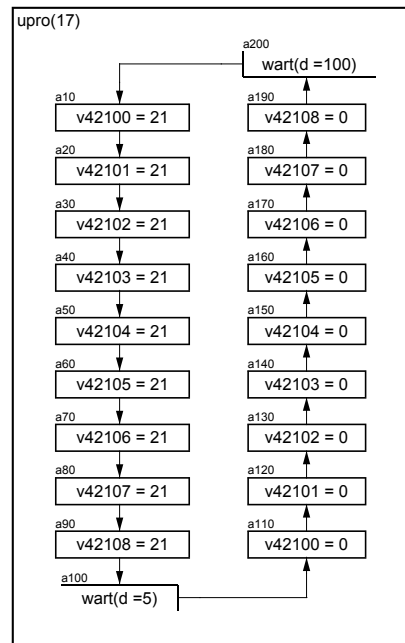 upro(17)
a200
wart(d =100)
a10
v42100 = 21
a20
v42101 = 21
a30
v42102 = 21
a40
v42103 = 21
a50
v42104 = 21
a60
v42105 = 21
a70
v42106 = 21
a80
v42107 = 21
a90
v42108 = 21
a100
wart(d =5)
a190
v42108 = 0
a180
v42107 = 0
a170
v42106 = 0
a160
v42105 = 0
a150
v42104 = 0
a140
v42103 = 0
a130
v42102 = 0
a120
v42101 = 0
a110
v42100 = 0